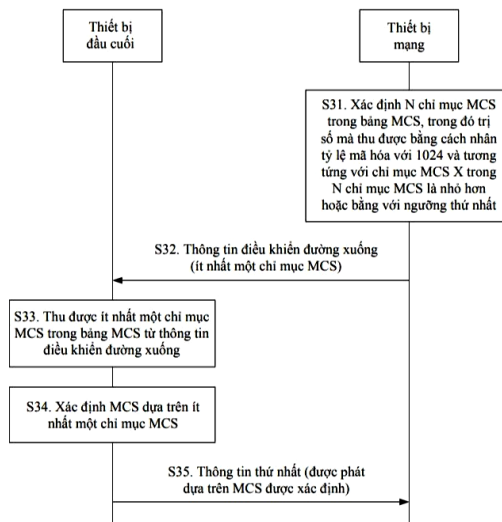 Thiết bị
đầu cuối
Thiết bị
mạng
S31. Xác định N chỉ mục MCS
trong bảng MCS, trong đó trị
số mà thu được bằng cách nhân
tỷ lệ mã hóa với 1024 và tương
tứng với chỉ mục MCS X trong
N chỉ mục MCS là nhỏ hơn
hoặc bằng với ngưỡng thứ nhất
S32. Thông tin điều khiển đường xuống
(ít nhất một chỉ mục MCS)
S33. Thu được ít nhất một chỉ mục
MCS trong bảng MCS từ thông tin
điều khiển đường xuống
S34. Xác định MCS dựa trên ít
nhất một chỉ mục MCS
S35. Thông tin thứ nhất (được phát
dựa trên MCS được xác định)